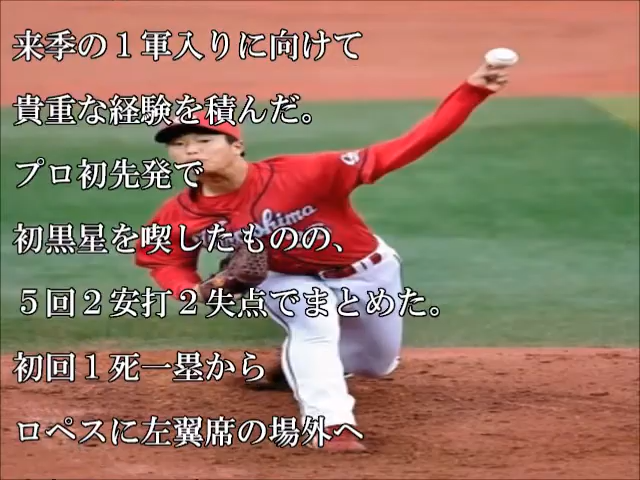 来季の１軍入りに向けて
貴重な経験を積んだ。
プロ初先発で
初黒星を喫したものの、
５回２安打２失点でまとめた。
初回１死一塁から
ロペスに左翼席の場外へ